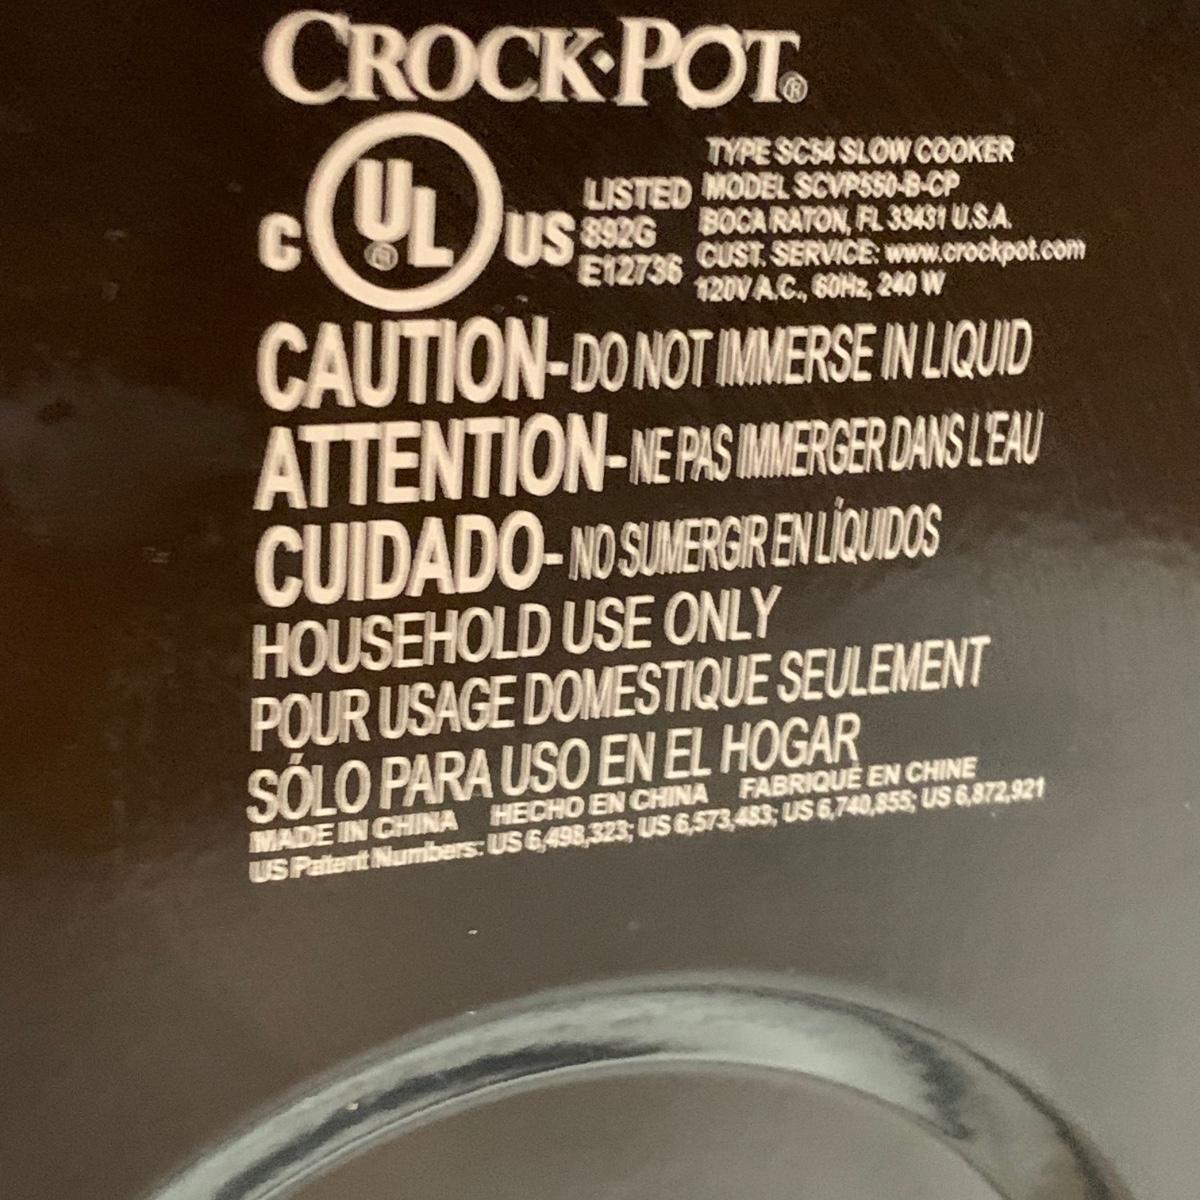 CROCK·POT®
C UL® US
LISTED
892G
E12736
TYPE SC54 SLOW COOKER
MODEL SCVP550-B-CP
BOCA RATON, FL 33431 U.S.A.
CUST. SERVICE: www.crockpot.com
120V A.C., 60Hz, 240 W
CAUTION-DO NOT IMMERSE IN LIQUID
ATTENTION-NE PAS IMMERGER DANS L'EAU
CUIDADO-NO SUMERGIR EN LÍQUIDOS
HOUSEHOLD USE ONLY
POUR USAGE DOMESTIQUE SEULEMENT
SÓLO PARA USO EN EL HOGAR
MADE IN CHINA HECHO EN CHINA FABRIQUÉ EN CHINE
US Patent Numbers: US 6,498,323; US 6,573,483; US 6,740,855; US 6,872,921